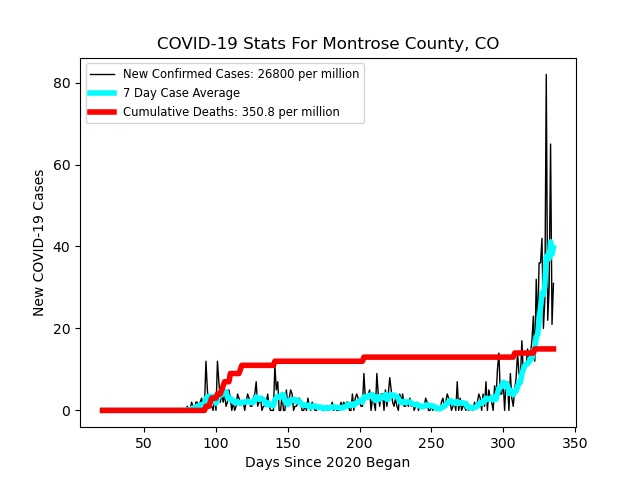 COVID-19 Stats For Montrose County, CO
New Confirmed Cases: 26800 per million
7 Day Case Average
Cumulative Deaths: 350.8 per million
New COVID-19 Cases
80
60
40
20
0
50 100 150 200 250 300 350
Days Since 2020 Began